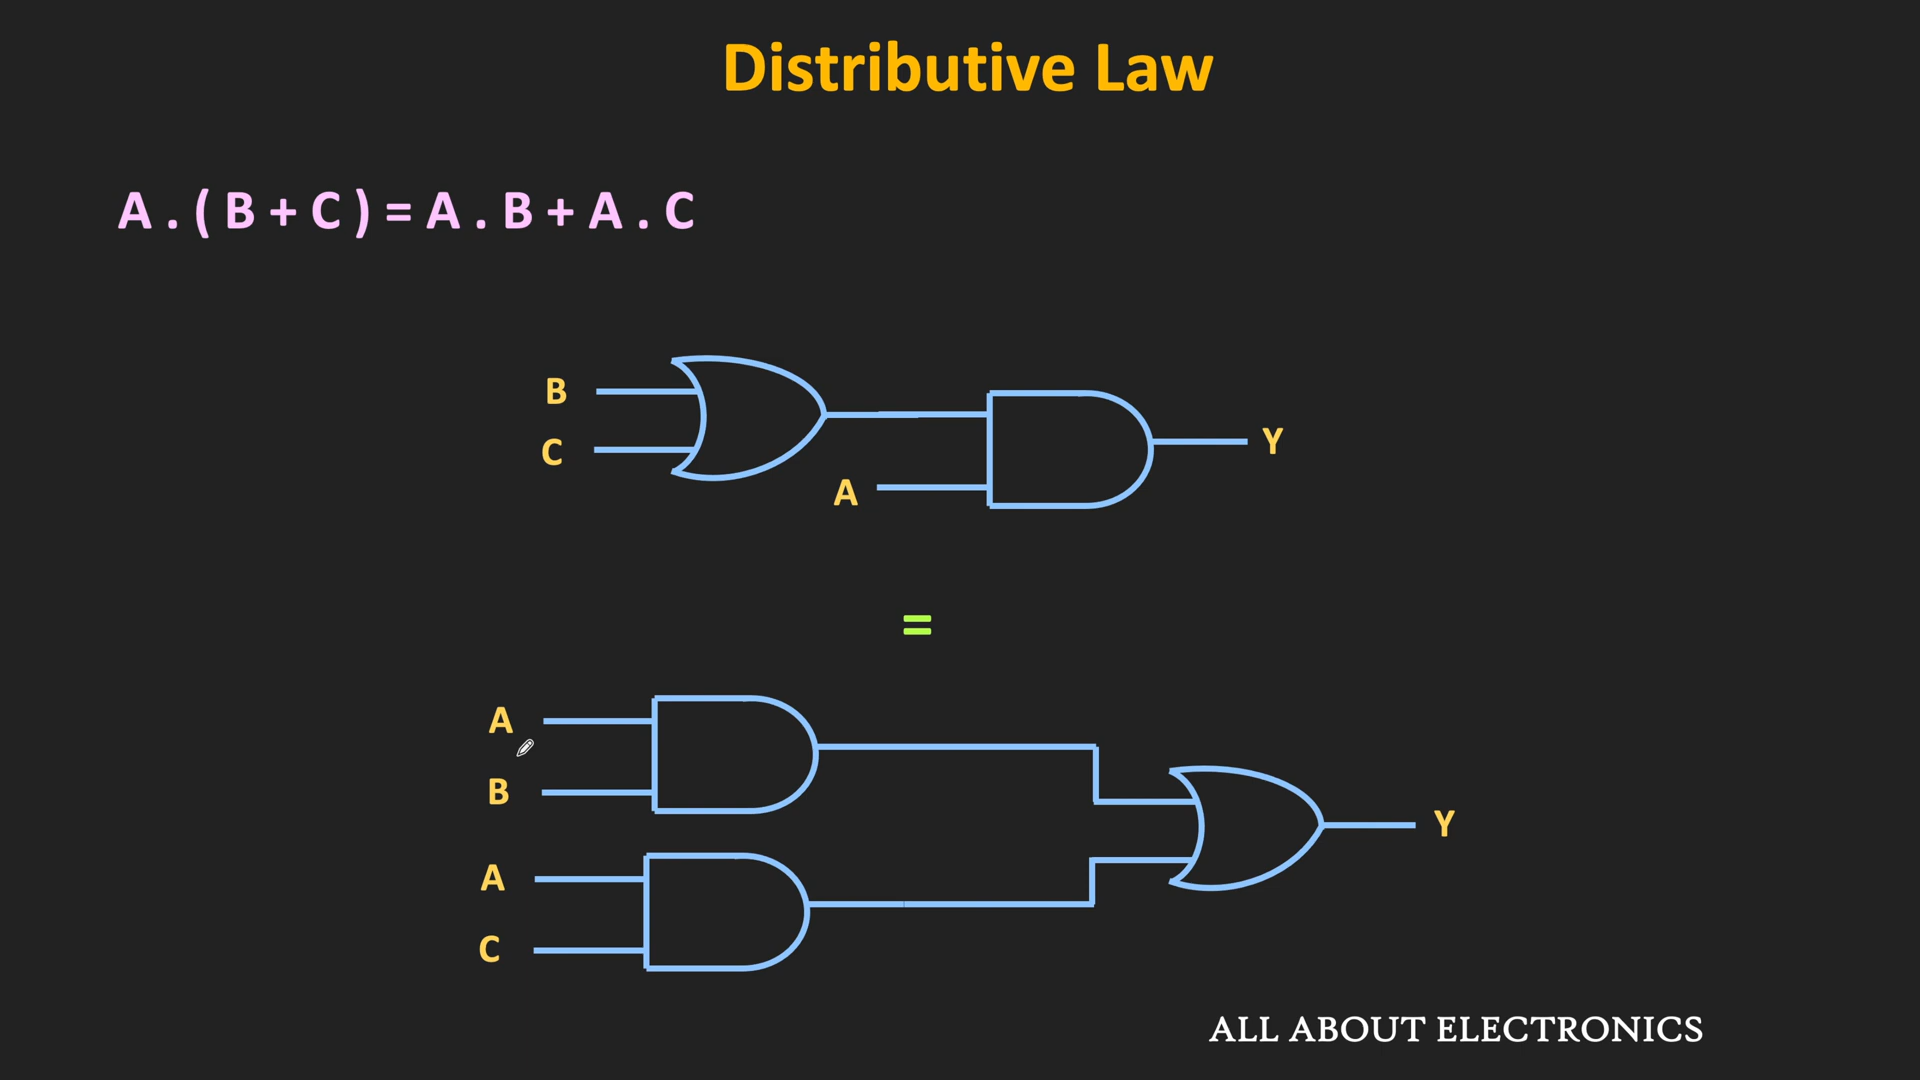 Distributive Law
A . ( B + C ) = A . B + A . C
B
C
A
Y
=
A
B
A
C
Y
ALL ABOUT ELECTRONICS